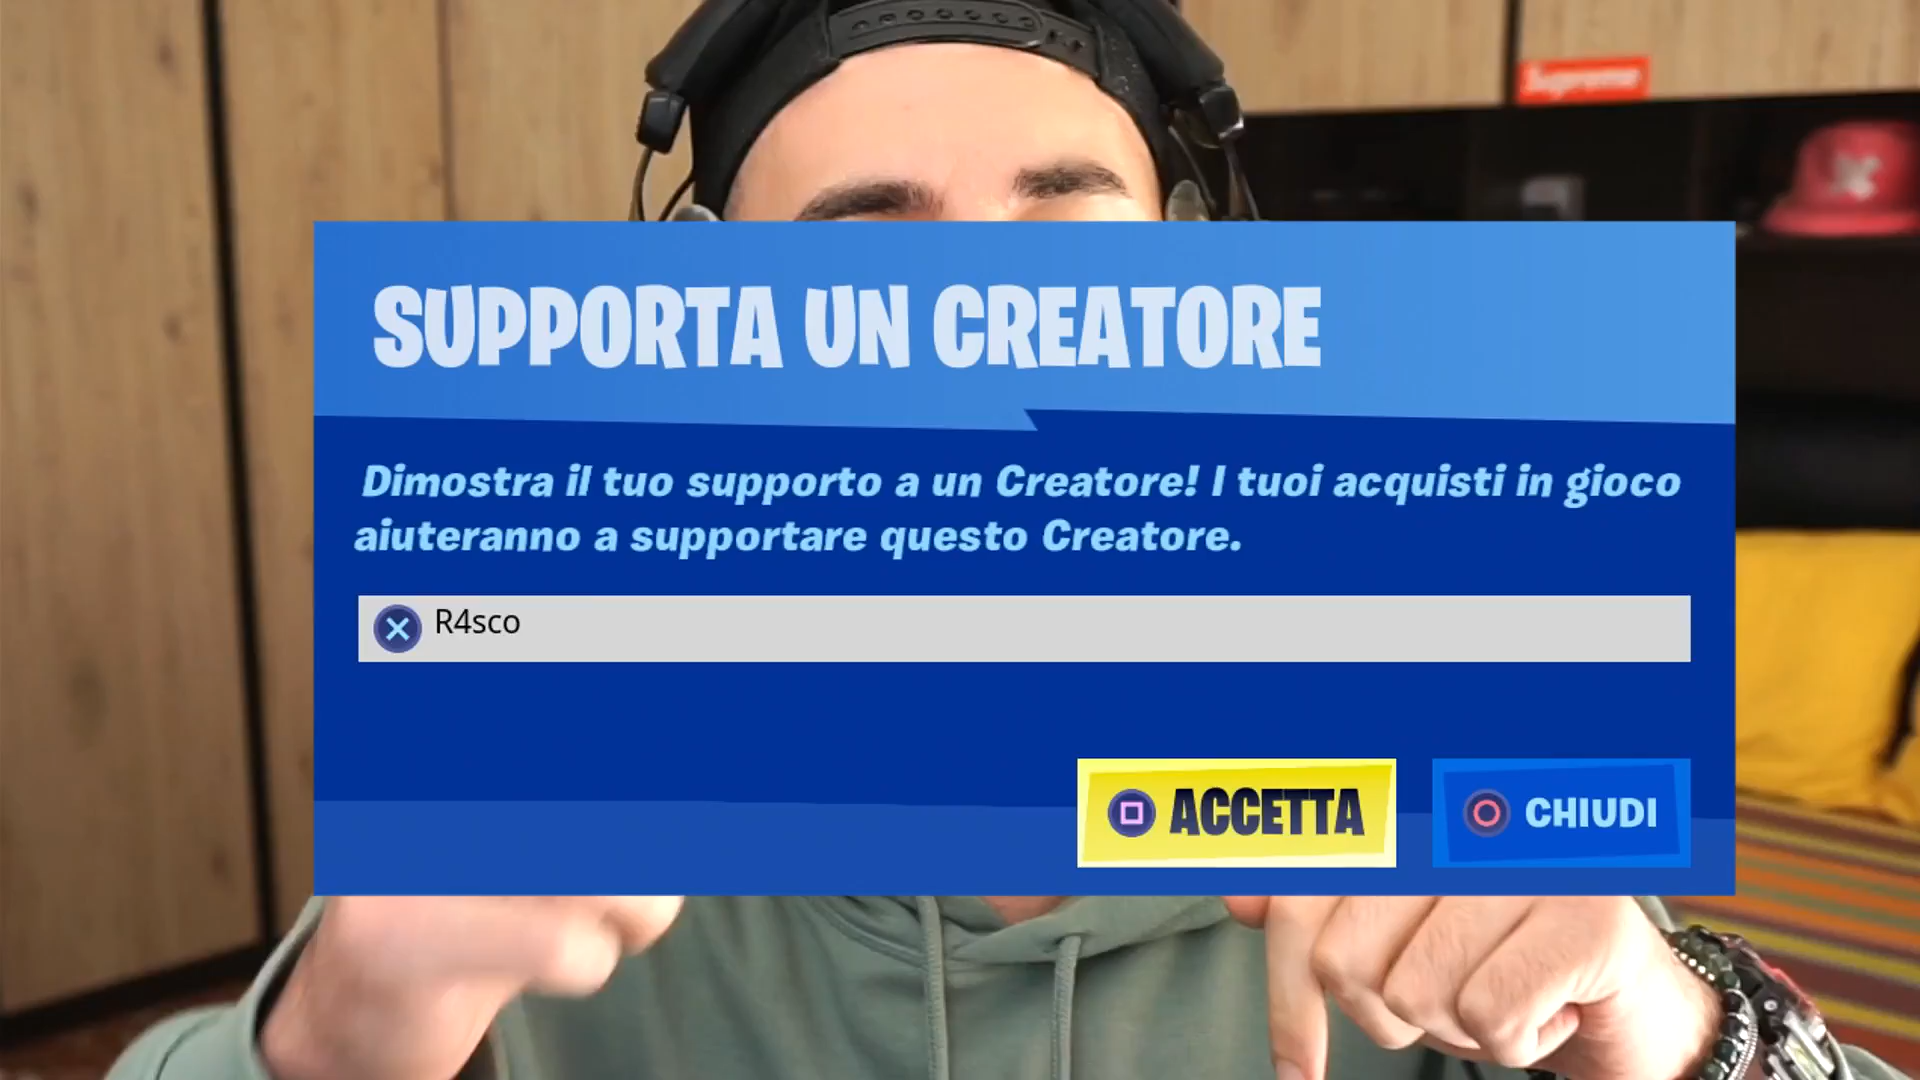 Supreme
SUPPORTA UN CREATORE
Dimostra il tuo supporto a un Creatore! I tuoi acquisti in gioco
aiuteranno a supportare questo Creatore.
R4sco
ACCETTA
CHIUDI